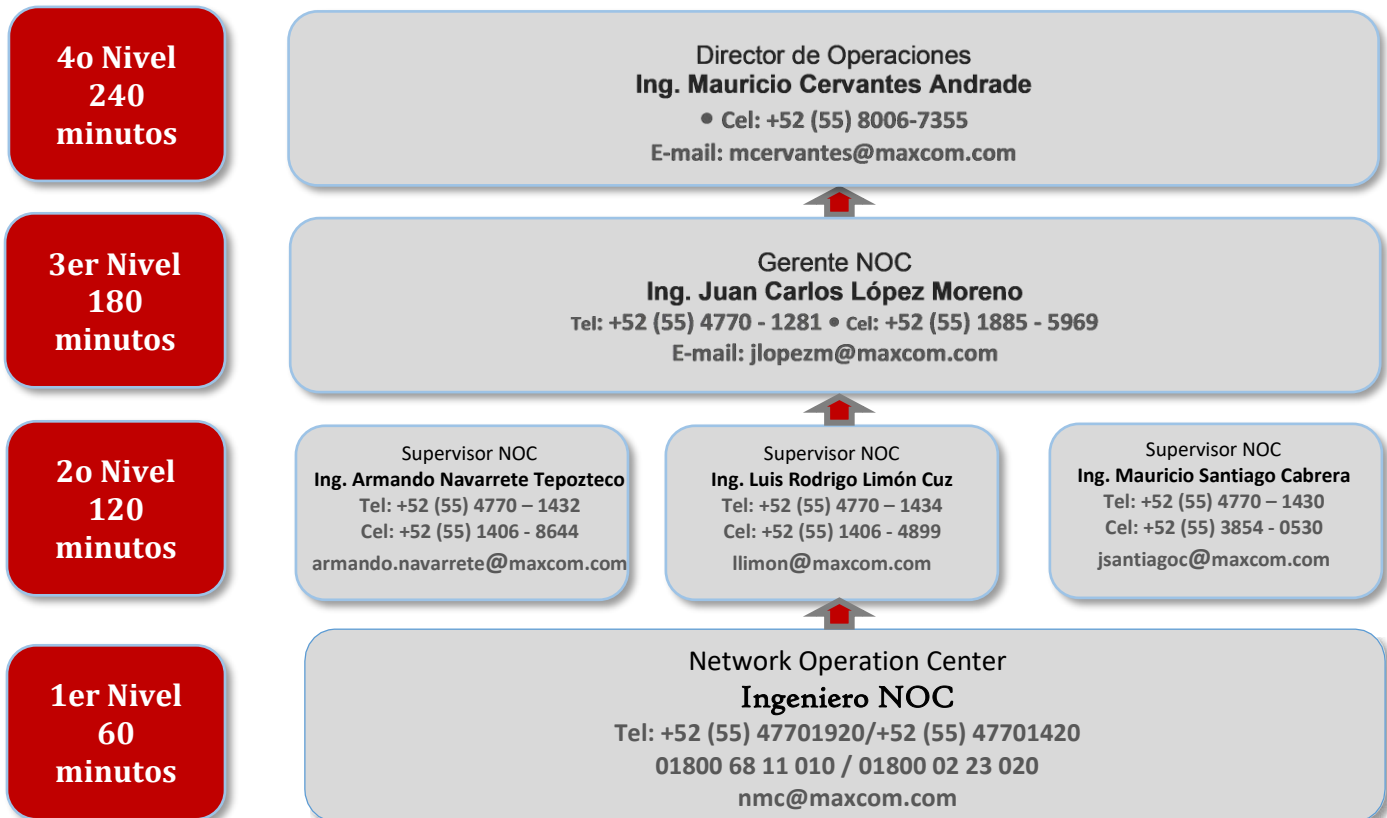 4o Nivel
240
minutos
Director de Operaciones
Ing. Mauricio Cervantes Andrade
• Cel: +52 (55) 8006-7355
E-mail: mcervantes@maxcom.com
3er Nivel
180
minutos
Gerente NOC
Ing. Juan Carlos López Moreno
Tel: +52 (55) 4770 - 1281 • Cel: +52 (55) 1885 - 5969
E-mail: jlopezm@maxcom.com
2o Nivel
120
minutos
Supervisor NOC
Ing. Armando Navarrete Tepozteco
Tel: +52 (55) 4770 – 1432
Cel: +52 (55) 1406 - 8644
armando.navarrete@maxcom.com
Supervisor NOC
Ing. Luis Rodrigo Limón Cuz
Tel: +52 (55) 4770 – 1434
Cel: +52 (55) 1406 - 4899
llimon@maxcom.com
Supervisor NOC
Ing. Mauricio Santiago Cabrera
Tel: +52 (55) 4770 – 1430
Cel: +52 (55) 3854 - 0530
jsantiagoc@maxcom.com
1er Nivel
60
minutos
Network Operation Center
Ingeniero NOC
Tel: +52 (55) 47701920/+52 (55) 47701420
01800 68 11 010 / 01800 02 23 020
nmc@maxcom.com